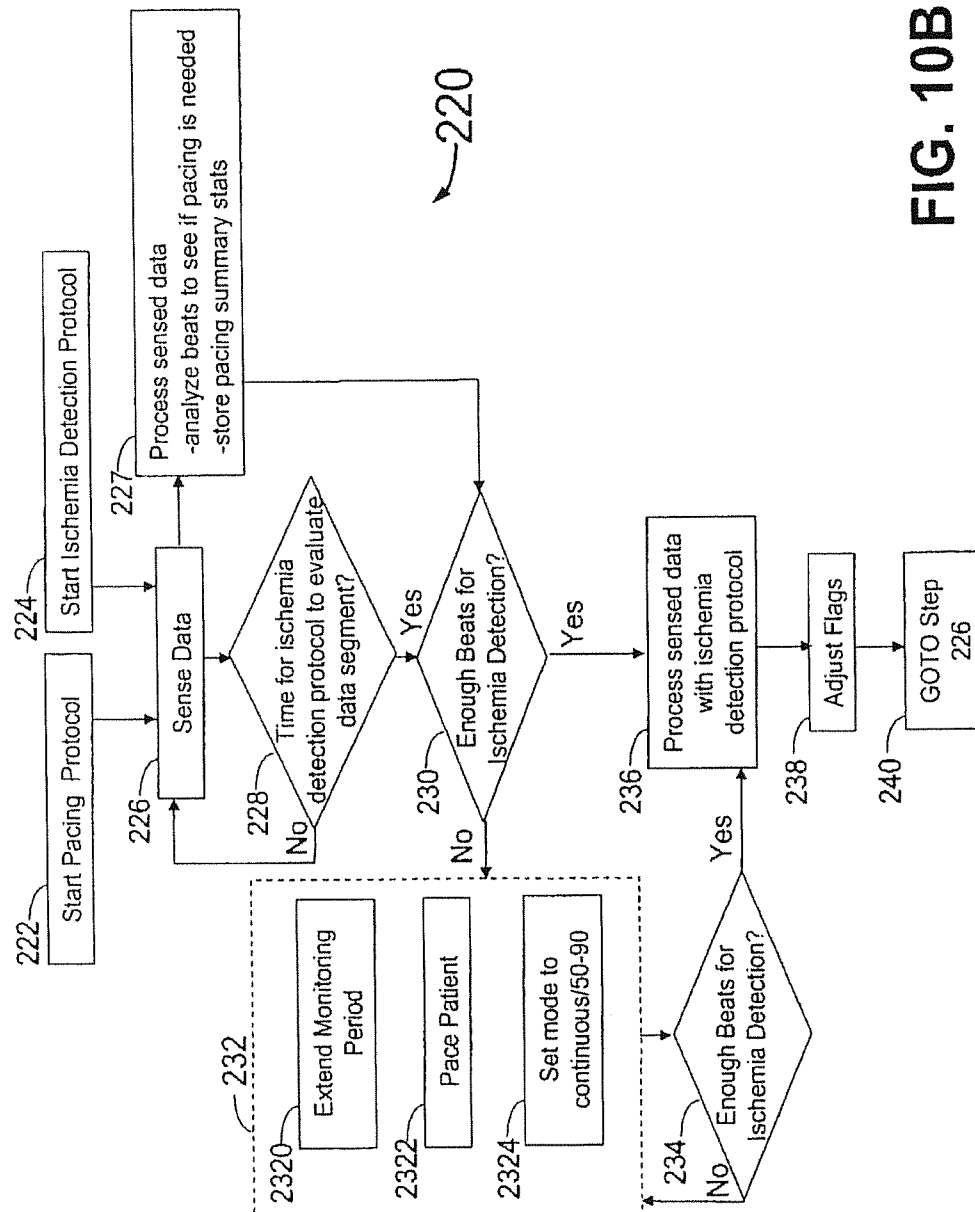 222
Start Pacing Protocol
224
Start Ischemia Detection Protocol
226
Sense Data
227
Process sensed data
-analyze beats to see if pacing is needed
-store pacing summary stats
220
228
Time for ischemia
detection protocol to evaluate
data segment?
No
Yes
230
Enough Beats for
Ischemia Detection?
No
Yes
232
2320
Extend Monitoring
Period
2322
Pace Patient
2324
Set mode to
continuous/50-90
234
Enough Beats for
Ischemia Detection?
No
Yes
236
Process sensed data
with ischemia
detection protocol
238
Adjust Flags
240
GOTO Step
226
FIG. 10B